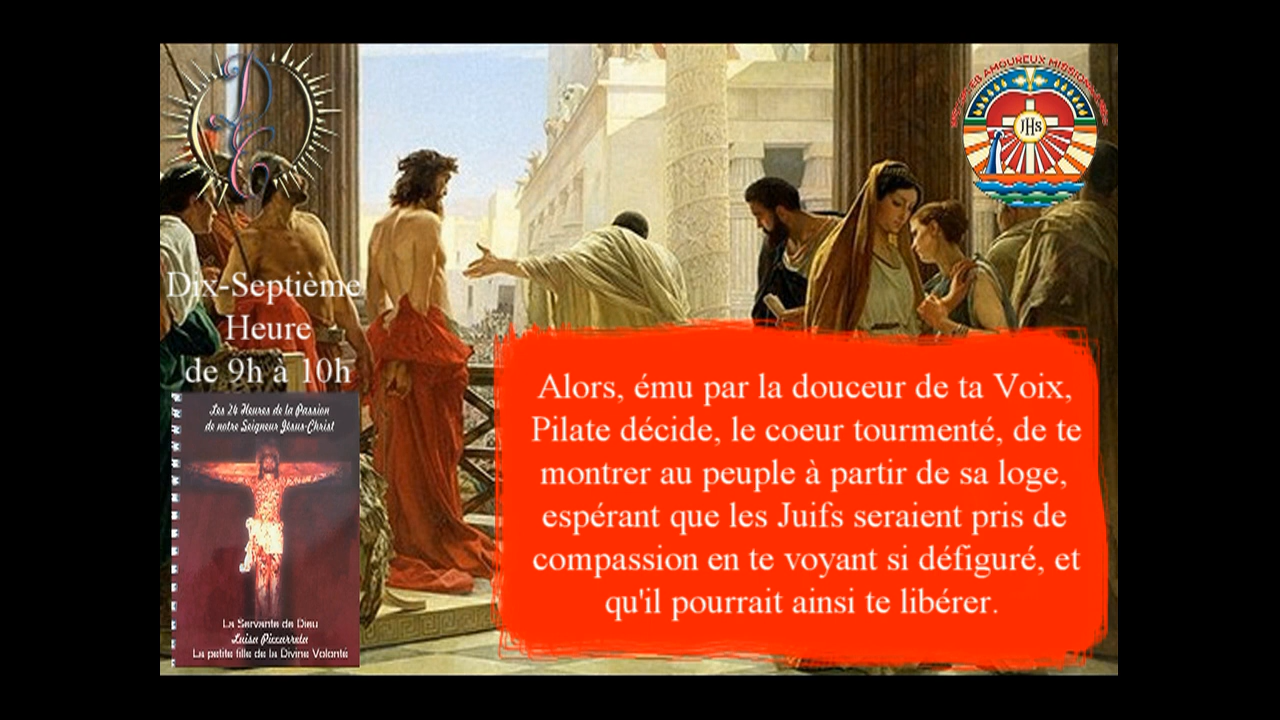 AMOUREUX MISSION
JHS
Dix-Septième
Heure
de 9h à 10h
Les 24 Heures de la Passion
de notre Seigneur Jésus-Christ
La Servante de Dieu
Luisa Piccarreta
La petite fille de la Divine Volonté
Alors, ému par la douceur de ta Voix,
Pilate décide, le coeur tourmenté, de te
montrer au peuple à partir de sa loge,
espérant que les Juifs seraient pris de
compassion en te voyant si défiguré, et
qu'il pourrait ainsi te libérer.